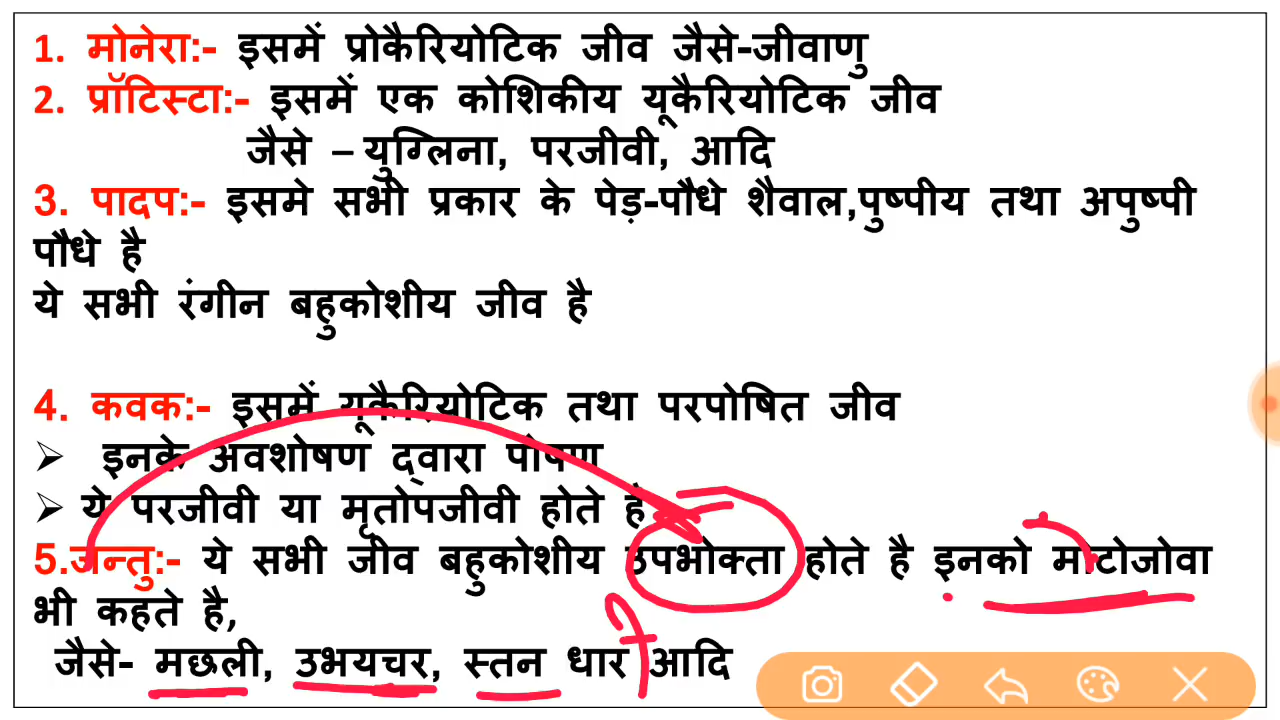 1. मोनेरा:- इसमें प्रोकैरियोटिक जीव जैसे-जीवाणु
2. प्रॉटिस्टा:- इसमें एक कोशिकीय यूकैरियोटिक जीव
जैसे – युग्लिना, परजीवी, आदि
3. पादप:- इसमे सभी प्रकार के पेड़-पौधे शैवाल,पुष्पीय तथा अपुष्पी
पौधे है
ये सभी रंगीन बहुकोशीय जीव है
4. कवक:- इसमें यूकैरियोटिक तथा परपोषित जीव
➢ इनके अवशोषण द्वारा पोषण
➢ ये परजीवी या मृतोपजीवी होते है
5.जन्तु:- ये सभी जीव बहुकोशीय उपभोक्ता होते है इनको माटोजोवा
भी कहते है,
जैसे- मछली, उभयचर, स्तन धार आदि